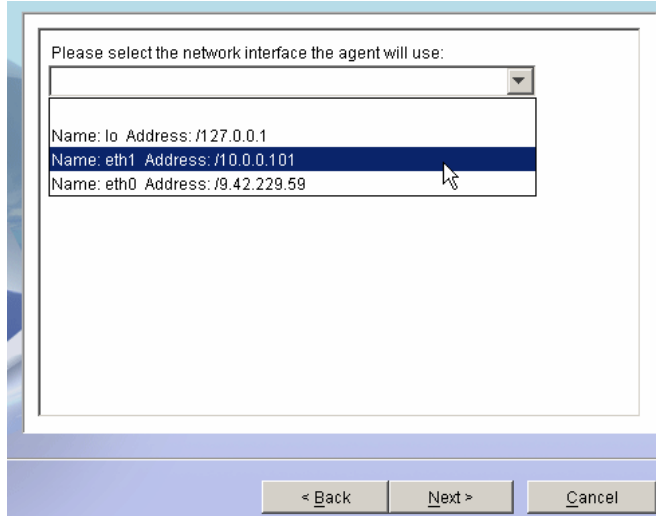 Please select the network interface the agent will use:
Name: lo  Address: /127.0.0.1
Name: eth1  Address: /10.0.0.101
Name: eth0  Address: /9.42.229.59
< Back
Next >
Cancel